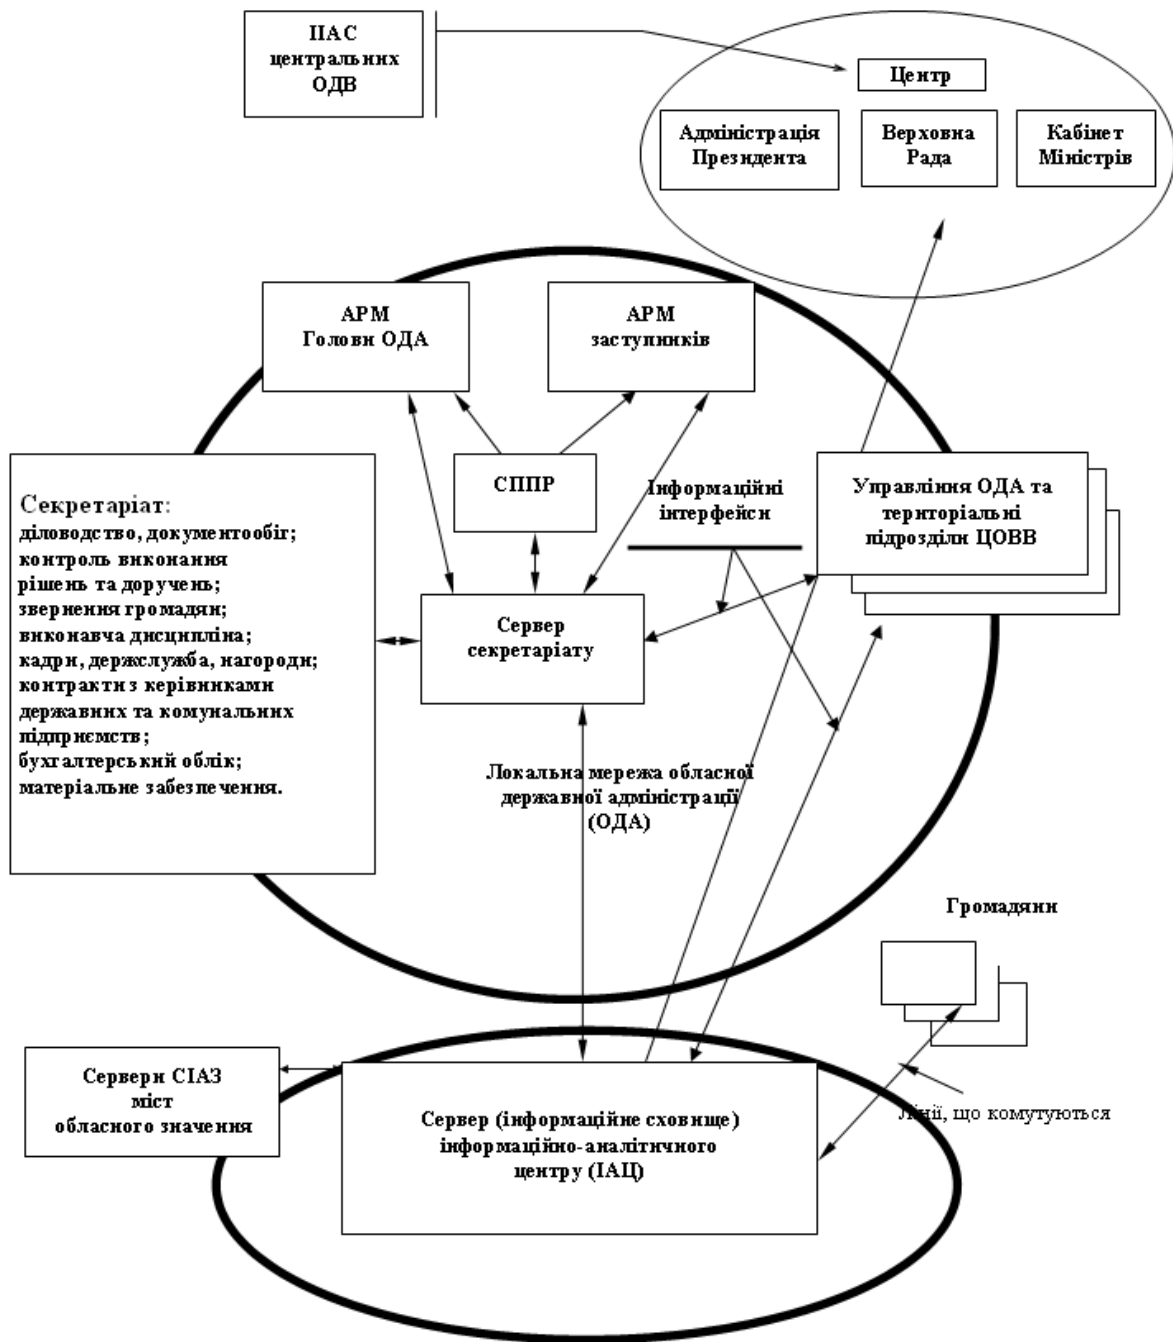 ІІАС
центральних
ОДВ
Центр
Адміністрація
Президента
Верховна
Рада
Кабінет
Міністрів
АРМ
Голови ОДА
АРМ
заступників
СППР
Інформаційні
інтерфейси
Управління ОДА та
територіальні
підрозділи ЦОВВ
Секретаріат:
діловодство, документообіг;
контроль виконання
рішень та доручень;
звернення громадян;
виконавча дисципліна;
кадри, держслужба, нагороди;
контракти з керівниками
державних та комунальних
підприємств;
бухгалтерський облік;
матеріальне забезпечення.
Сервер
секретаріату
Локальна мережа обласної
державної адміністрації
(ОДА)
Громадяни
Сервери СІАЗ
міст
обласного значення
Сервер (інформаційне сховище)
інформаційно-аналітичного
центру (ІАЦ)
Лінії, що комутуються